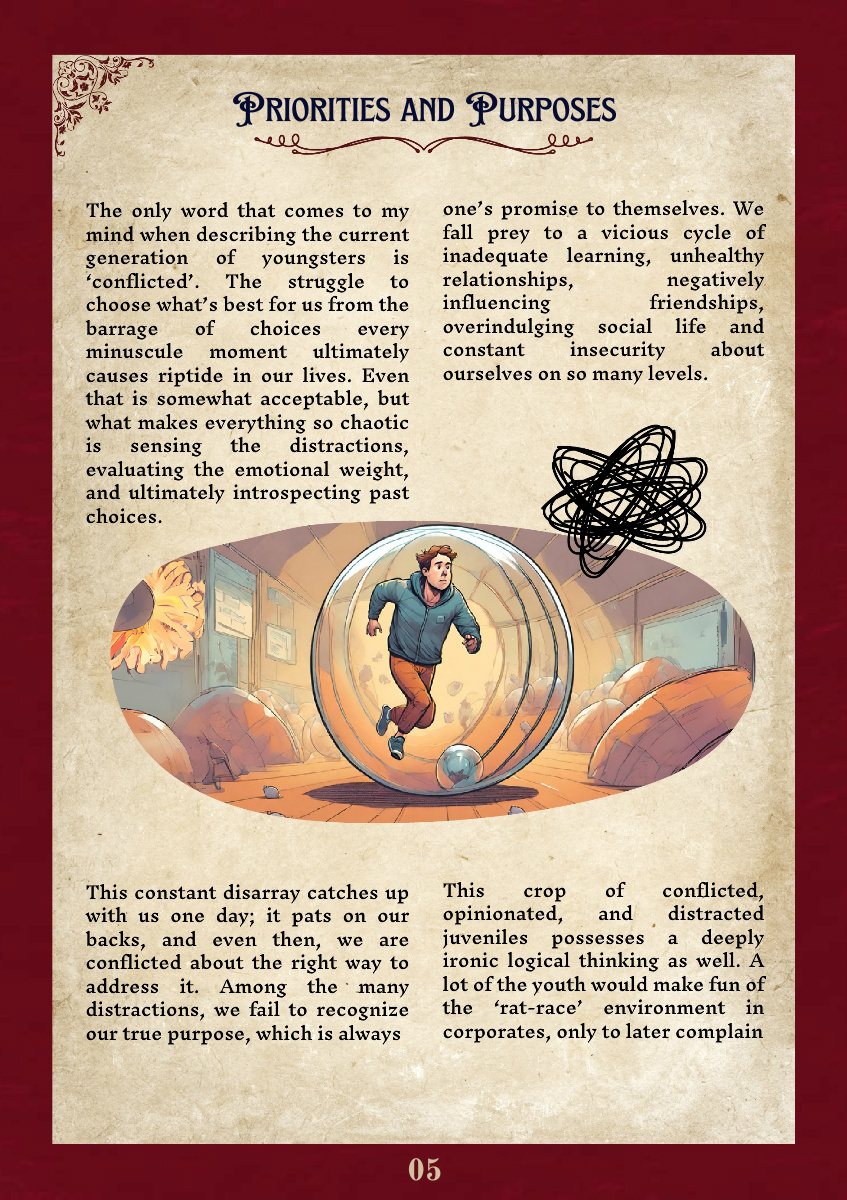 Priorities and Purposes
The only word that comes to my
mind when describing the current
generation of youngsters is
‘conflicted’. The struggle to
choose what’s best for us from the
barrage of choices every
minuscule moment ultimately
causes riptide in our lives. Even
that is somewhat acceptable, but
what makes everything so chaotic
is sensing the distractions,
evaluating the emotional weight,
and ultimately introspecting past
choices.
This constant disarray catches up
with us one day; it pats on our
backs, and even then, we are
conflicted about the right way to
address it. Among the many
distractions, we fail to recognize
our true purpose, which is always
one’s promise to themselves. We
fall prey to a vicious cycle of
inadequate learning, unhealthy
relationships, negatively
influencing friendships,
overindulging social life and
constant insecurity about
ourselves on so many levels.
This crop of conflicted,
opinionated, and distracted
juveniles possesses a deeply
ironic logical thinking as well. A
lot of the youth would make fun of
the ‘rat-race’ environment in
corporates, only to later complain
05